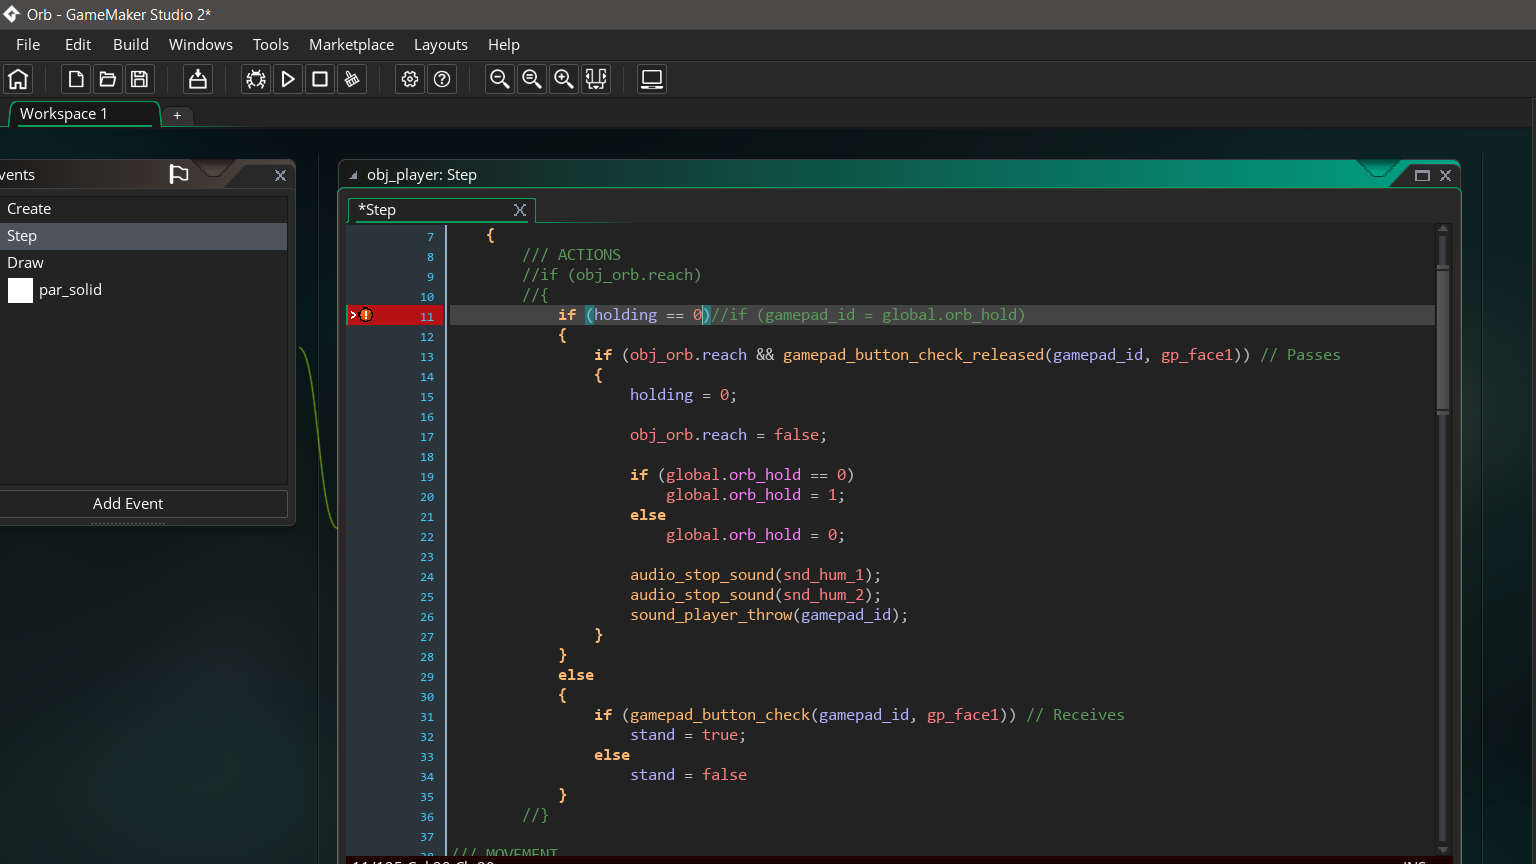 Orb - GameMaker Studio 2*
File Edit Build Windows Tools Marketplace Layouts Help
Workspace 1 +
vents
Create
Step
Draw
par_solid
Add Event
obj_player: Step
*Step
7 {
8 /// ACTIONS
9 //if (obj_orb.reach)
10 //{
11 if (holding == 0)//if (gamepad_id = global.orb_hold)
12 {
13 if (obj_orb.reach && gamepad_button_check_released(gamepad_id, gp_face1)) // Passes
14 {
15 holding = 0;
16
17 obj_orb.reach = false;
18
19 if (global.orb_hold == 0)
20 global.orb_hold = 1;
21 else
22 global.orb_hold = 0;
23
24 audio_stop_sound(snd_hum_1);
25 audio_stop_sound(snd_hum_2);
26 sound_player_throw(gamepad_id);
27 }
28 }
29 else
30 {
31 if (gamepad_button_check(gamepad_id, gp_face1)) // Receives
32 stand = true;
33 else
34 stand = false
35 }
36 //}
37
38 /// MOVEMENT